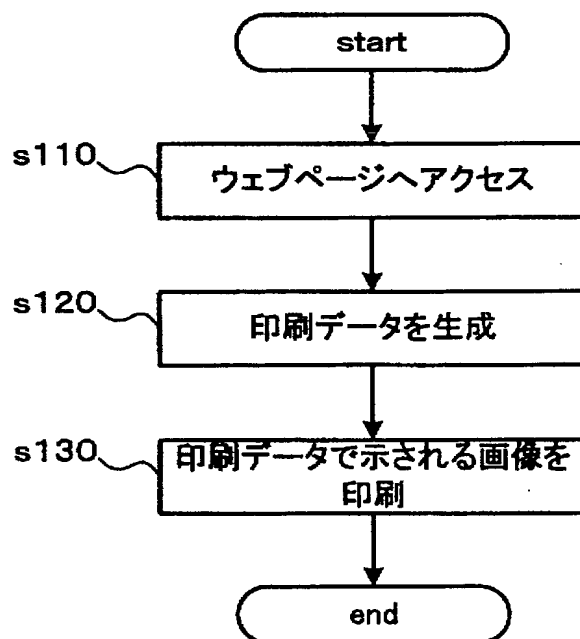 start
s110
ウェブページへアクセス
s120
印刷データを生成
s130
印刷データで示される画像を
印刷
end